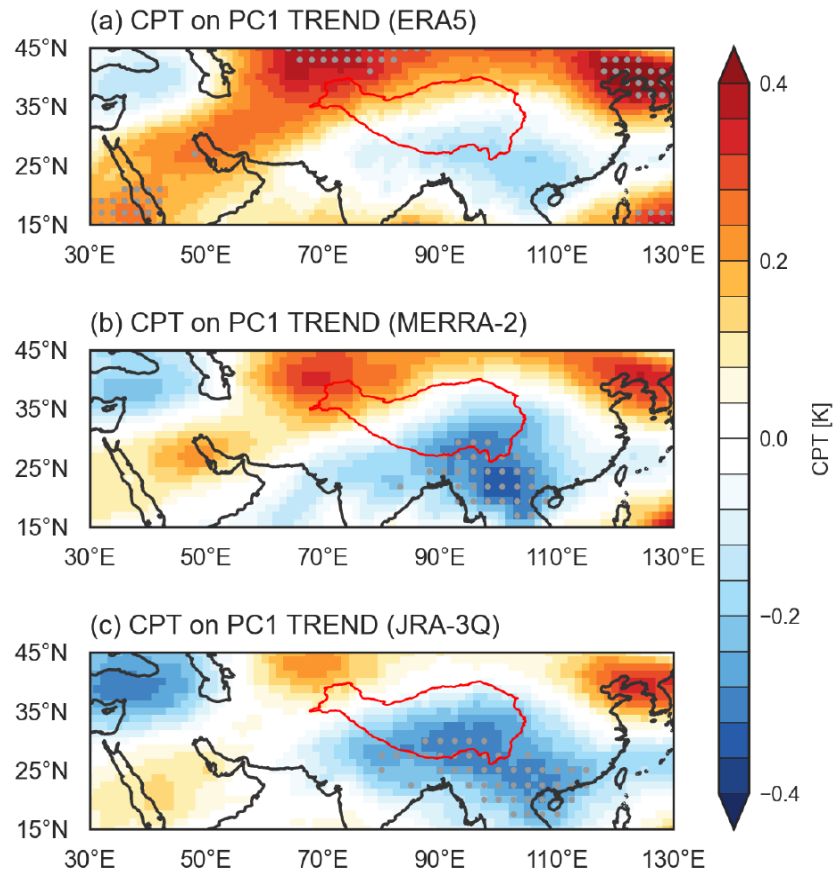 (a) CPT on PC1 TREND (ERA5)
45°N
35°N
25°N
15°N
30°E 50°E 70°E 90°E 110°E 130°E
(b) CPT on PC1 TREND (MERRA-2)
45°N
35°N
25°N
15°N
30°E 50°E 70°E 90°E 110°E 130°E
(c) CPT on PC1 TREND (JRA-3Q)
45°N
35°N
25°N
15°N
30°E 50°E 70°E 90°E 110°E 130°E
0.4
0.2
0.0
−0.2
−0.4
CPT [K]